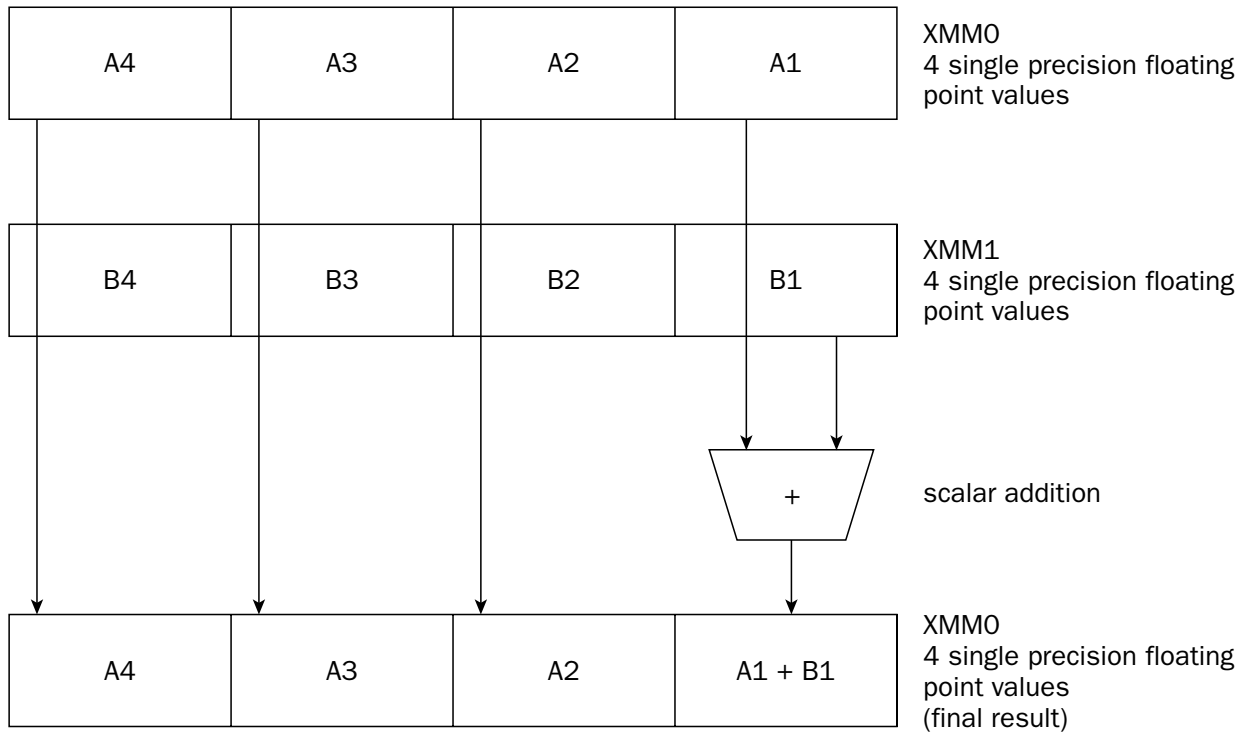 A4 A3 A2 A1
XMM0
4 single precision floating
point values
B4 B3 B2 B1
XMM1
4 single precision floating
point values
+
scalar addition
A4 A3 A2 A1 + B1
XMM0
4 single precision floating
point values
(final result)